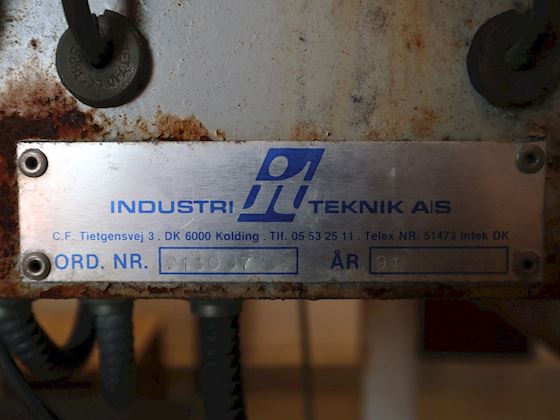 INDUSTRI TEKNIK A/S
C.F. Tietgensvej 3 . DK 6000 Kolding . Tlf. 05 53 25 11 . Telex NR. 51473 Intek DK
ORD. NR. ÅR 91